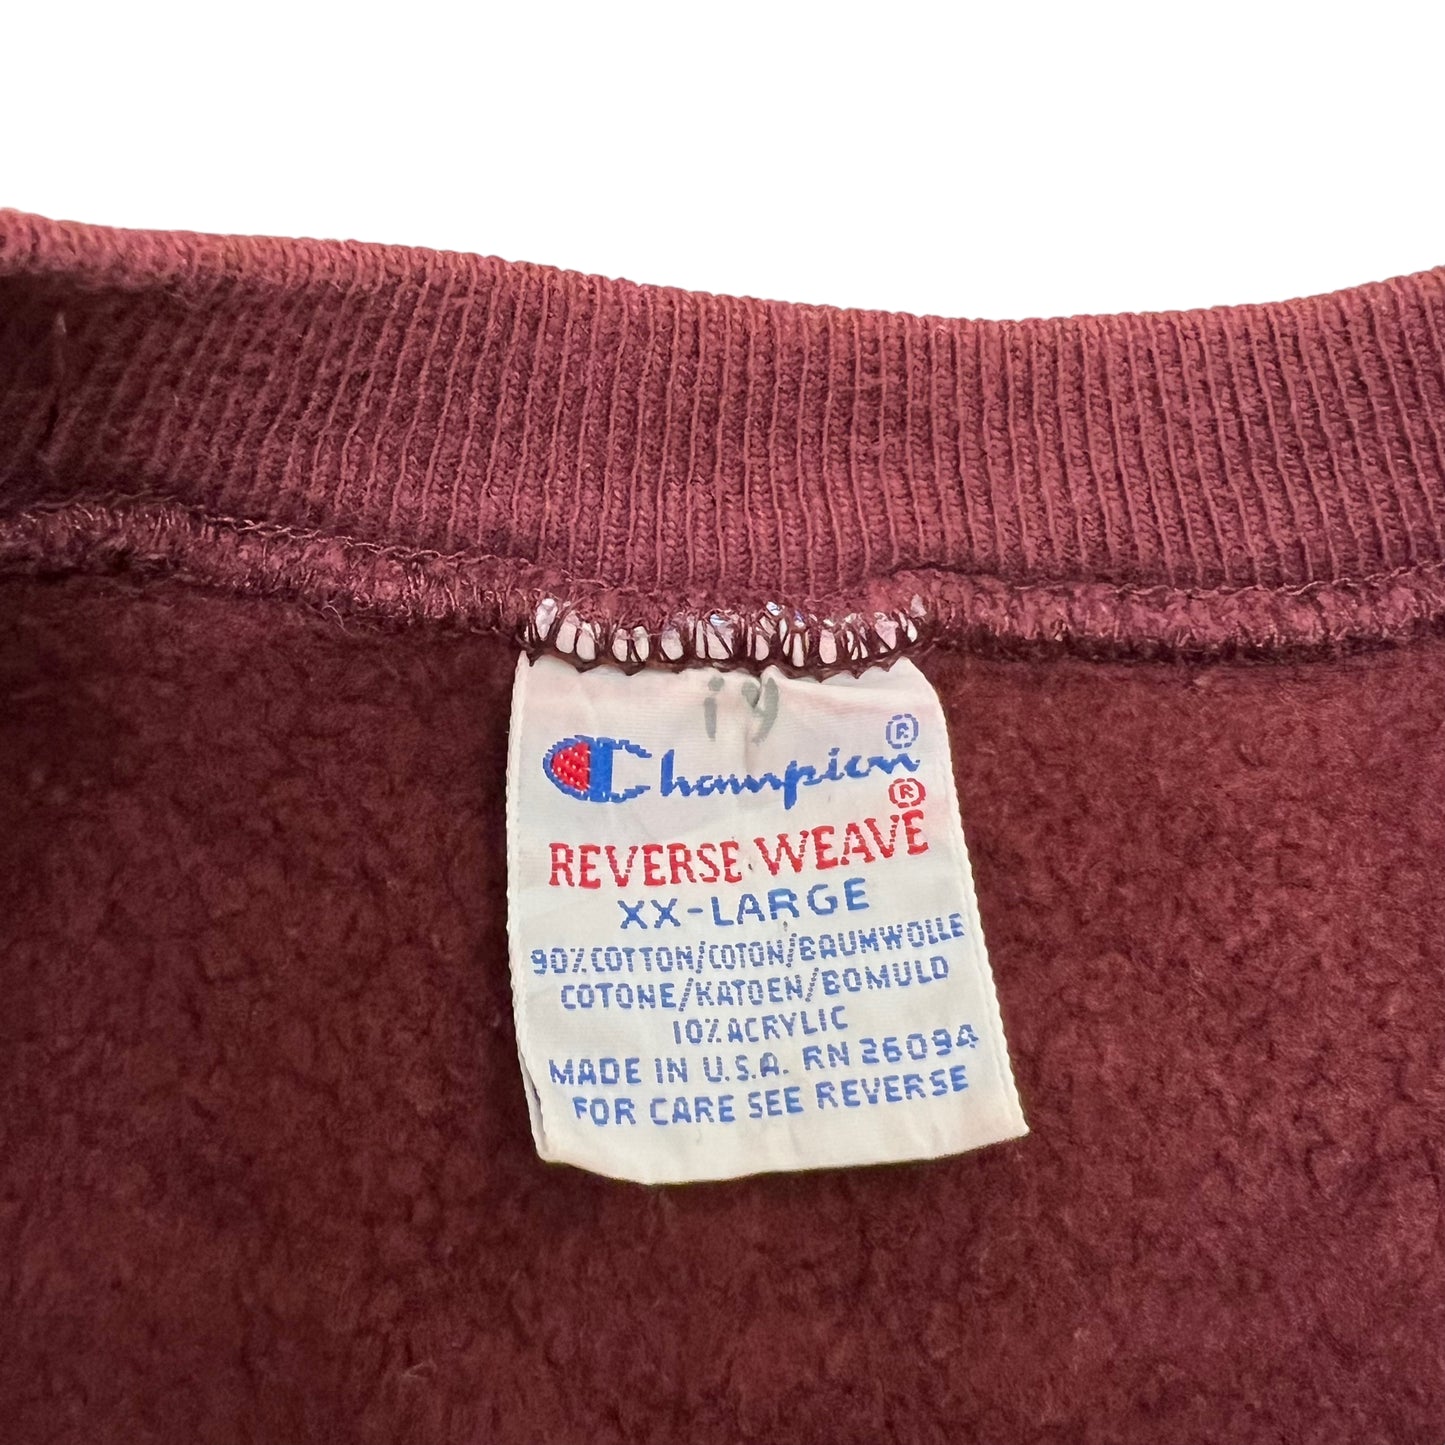 Champion ®
REVERSE WEAVE ®
XX-LARGE
90% COTTON/COTON/BAUMWOLLE
COTONE/KATOEN/BOMULD
10% ACRYLIC
MADE IN U.S.A. RN 26094
FOR CARE SEE REVERSE